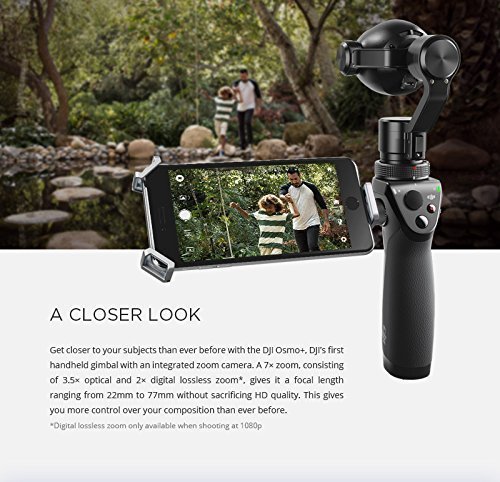 A CLOSER LOOK
Get closer to your subjects than ever before with the DJI Osmo+, DJI's first
handheld gimbal with an integrated zoom camera. A 7× zoom, consisting
of 3.5× optical and 2× digital lossless zoom*, gives it a focal length
ranging from 22mm to 77mm without sacrificing HD quality. This gives
you more control over your composition than ever before.
*Digital lossless zoom only available when shooting at 1080p